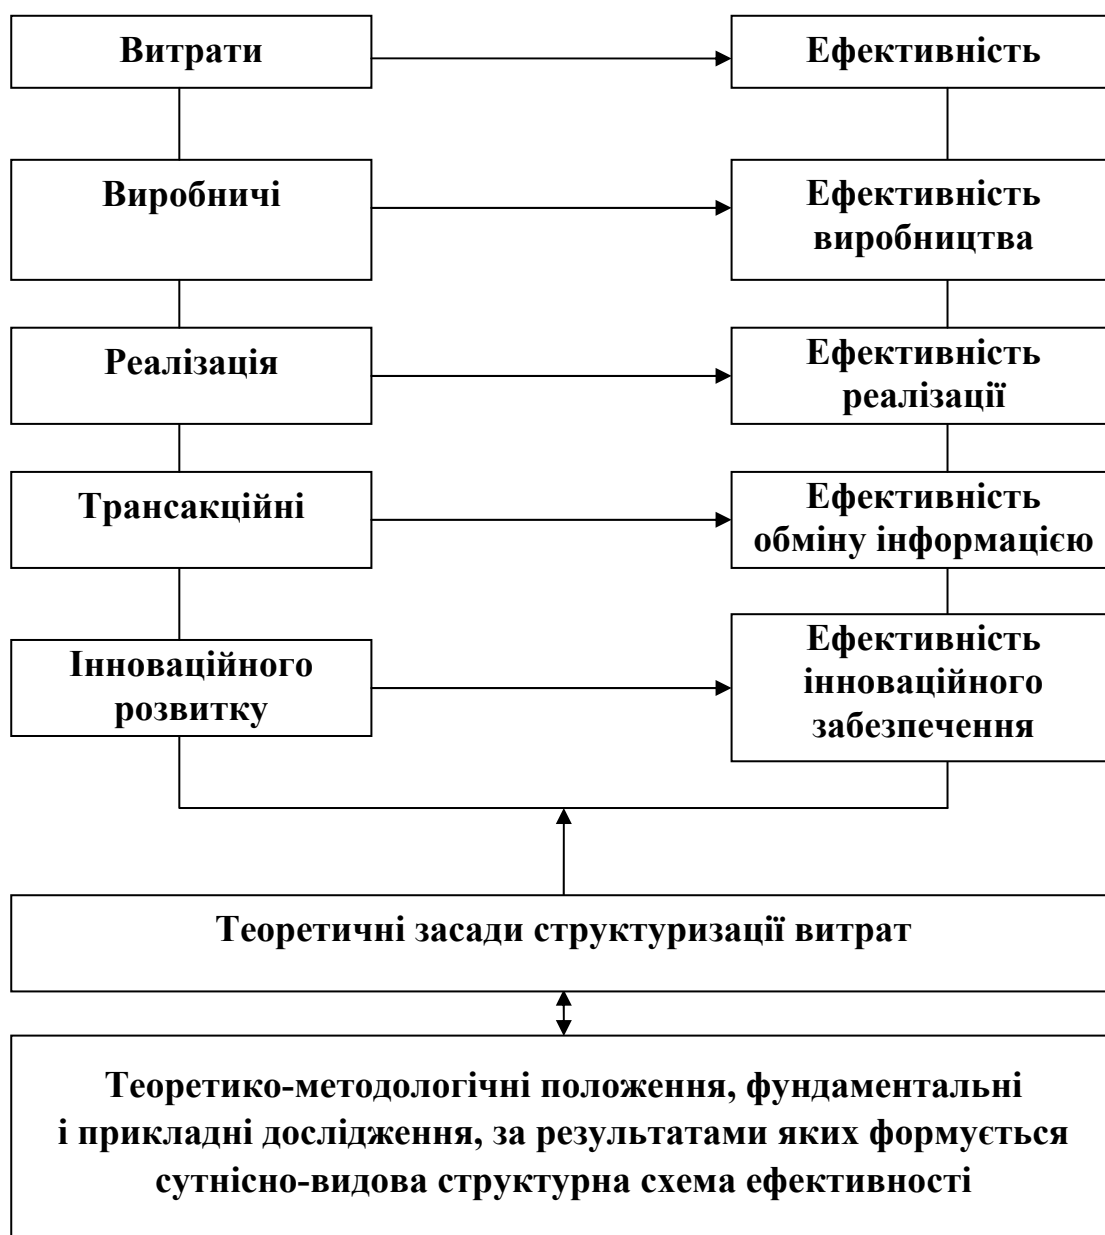 Витрати
Ефективність
Виробничі
Ефективність
виробництва
Реалізація
Ефективність
реалізації
Трансакційні
Ефективність
обміну інформацією
Інноваційного
розвитку
Ефективність
інноваційного
забезпечення
Теоретичні засади структуризації витрат
Теоретико-методологічні положення, фундаментальні
і прикладні дослідження, за результатами яких формується
сутнісно-видова структурна схема ефективності